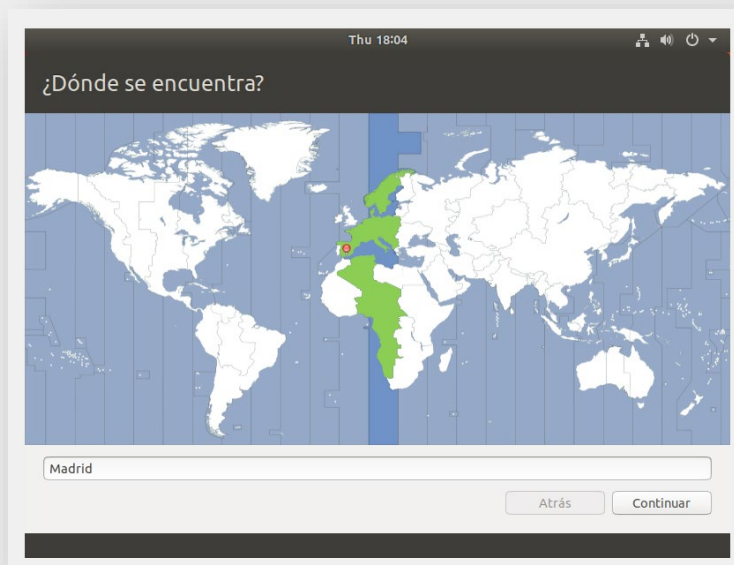 Thu 18:04
¿Dónde se encuentra?
Madrid
Atrás
Continuar